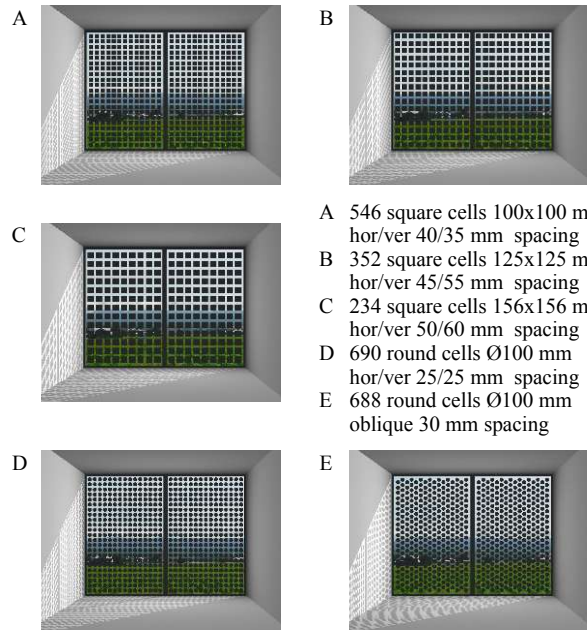 A
B
C
A 546 square cells 100x100 m
hor/ver 40/35 mm spacing
B 352 square cells 125x125 m
hor/ver 45/55 mm spacing
C 234 square cells 156x156 m
hor/ver 50/60 mm spacing
D 690 round cells Ø100 mm
hor/ver 25/25 mm spacing
E 688 round cells Ø100 mm
oblique 30 mm spacing
D
E